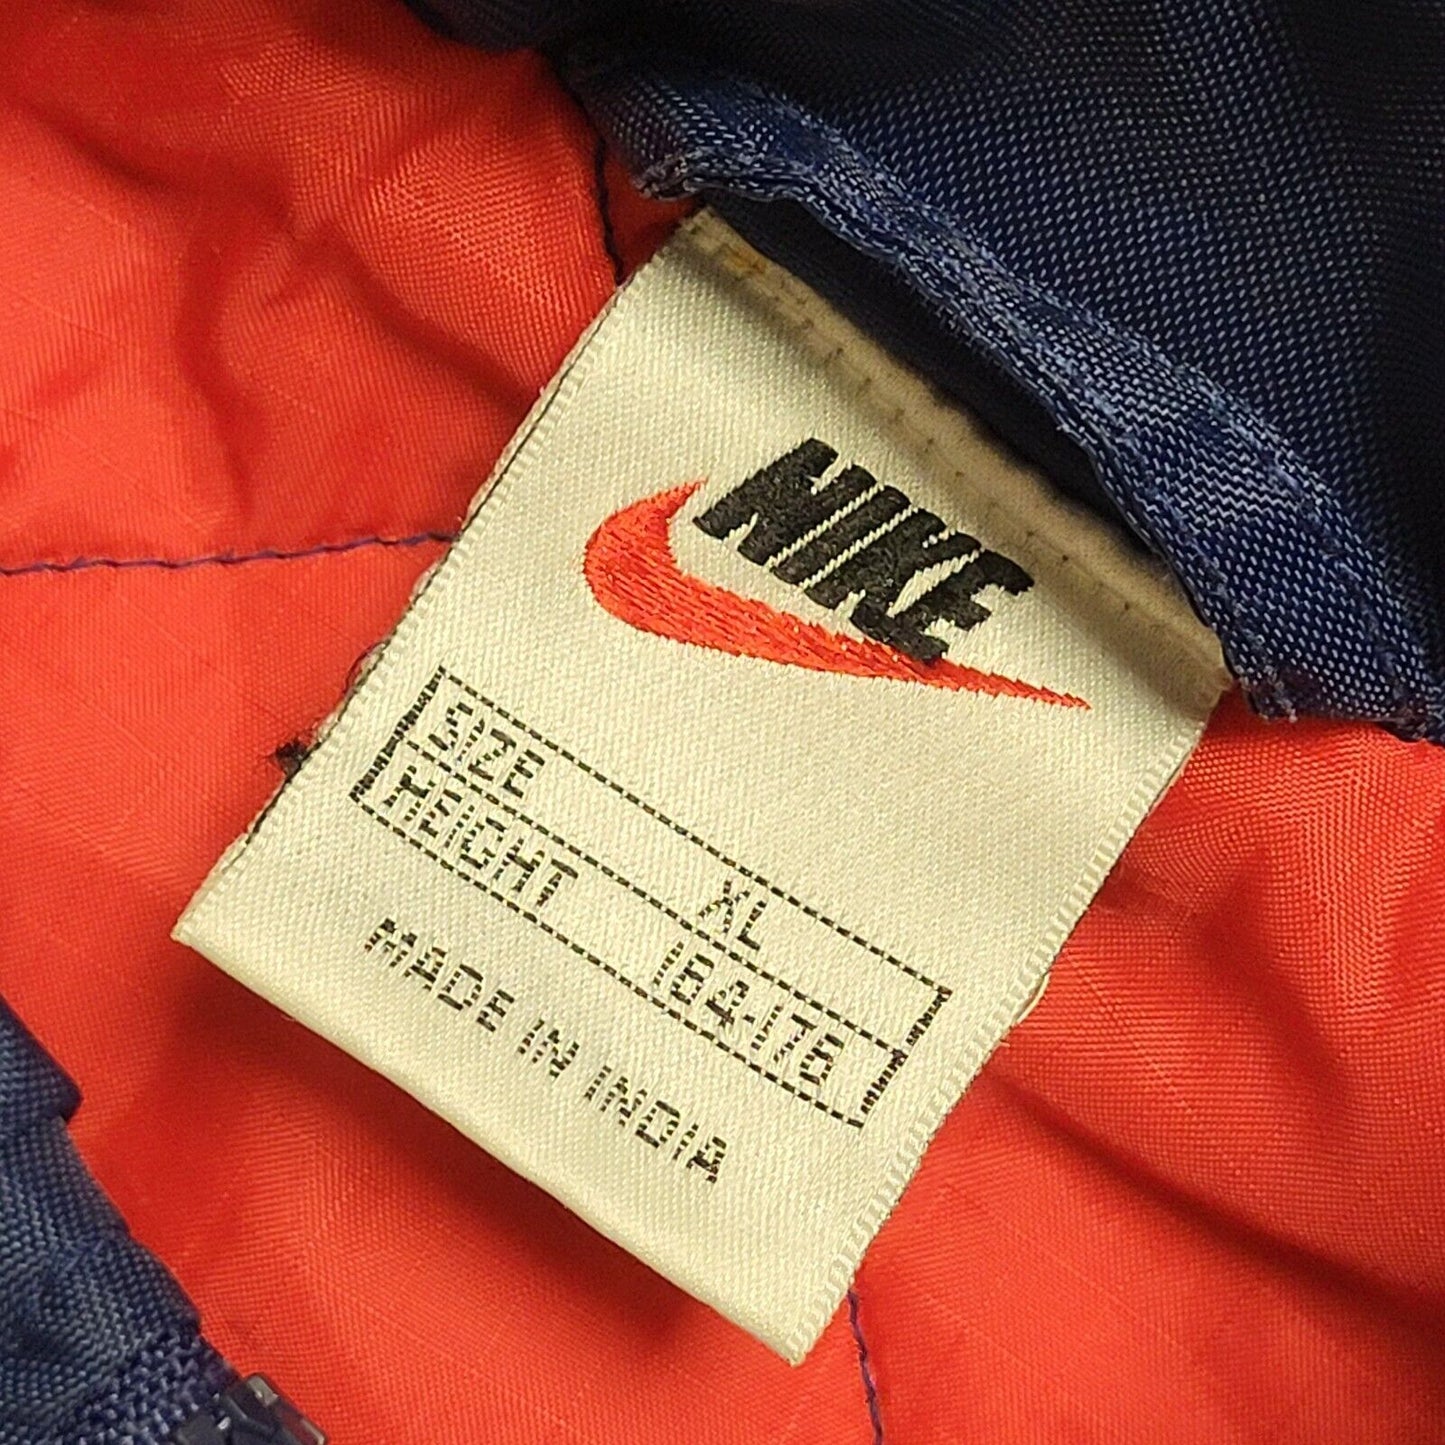 NIKE
SIZE XL
HEIGHT 164-176
MADE IN INDIA